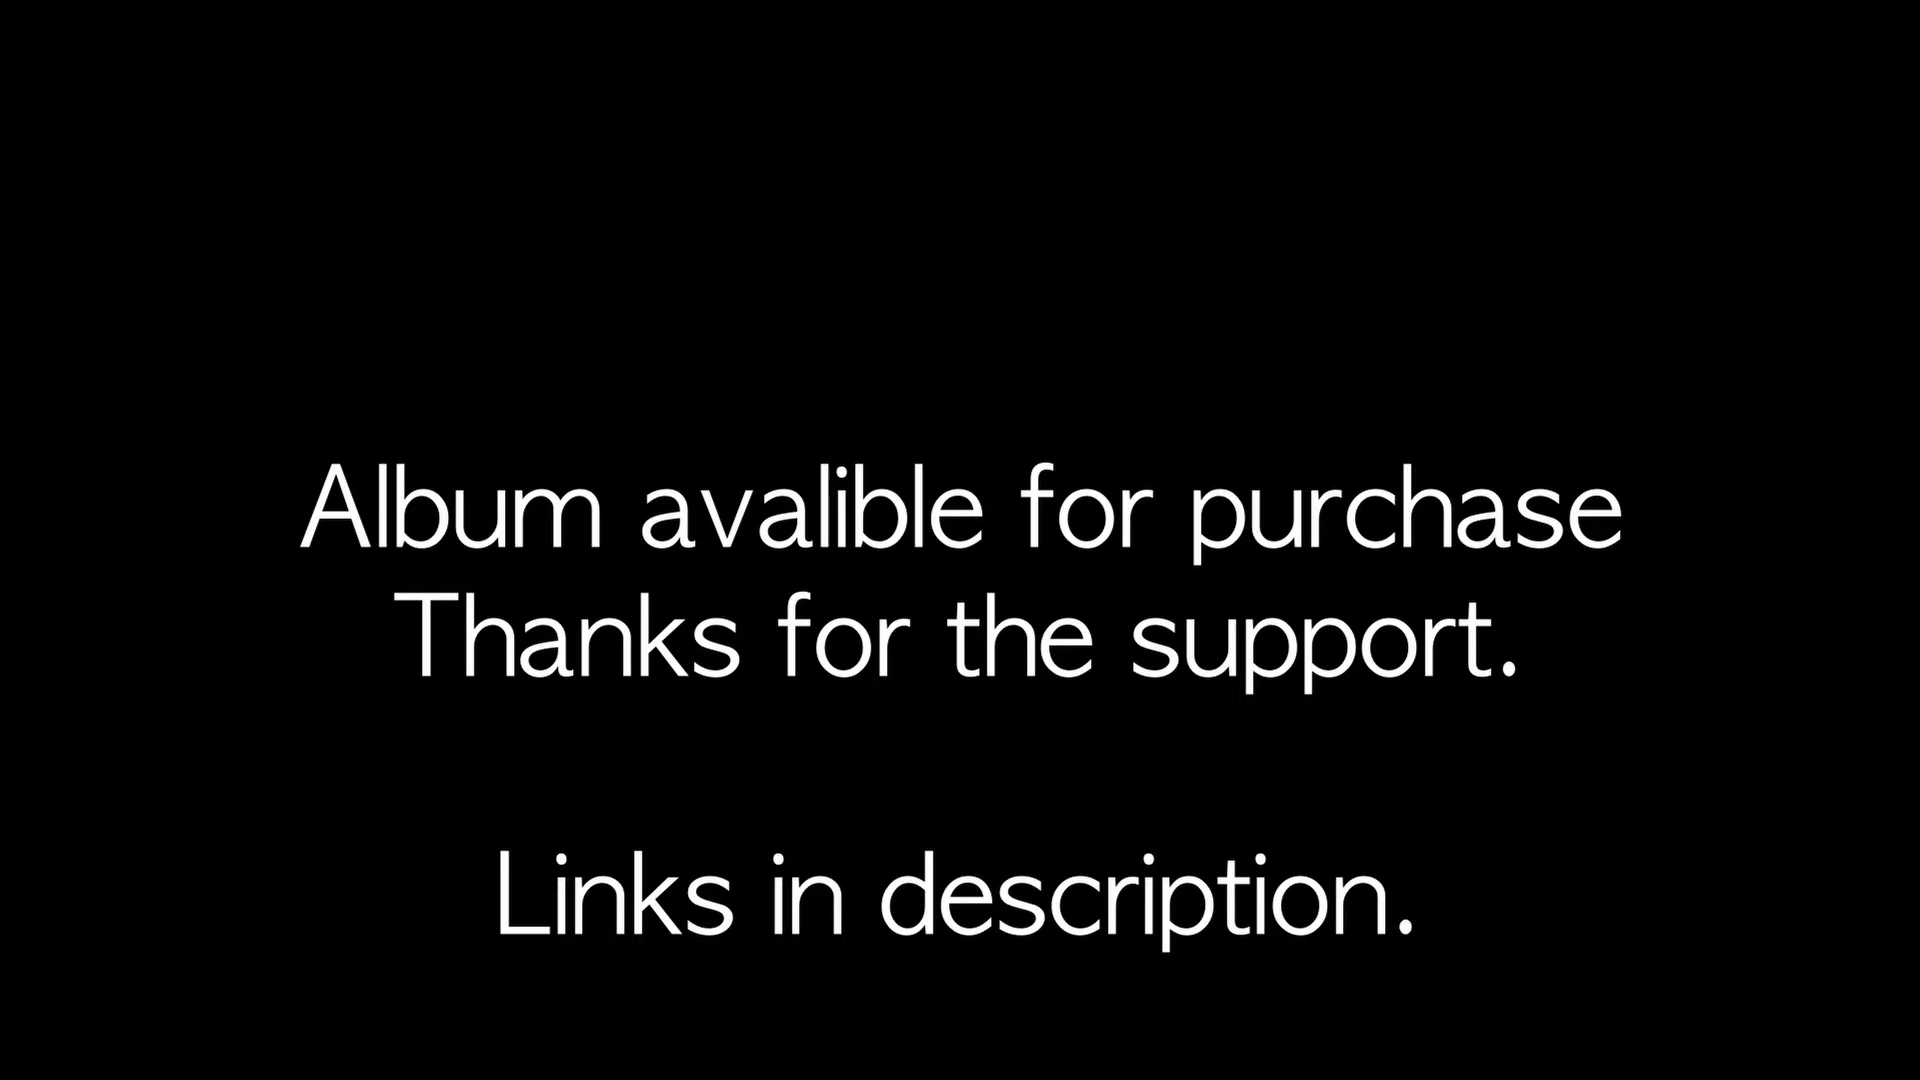 Album avalible for purchase
Thanks for the support.
Links in description.